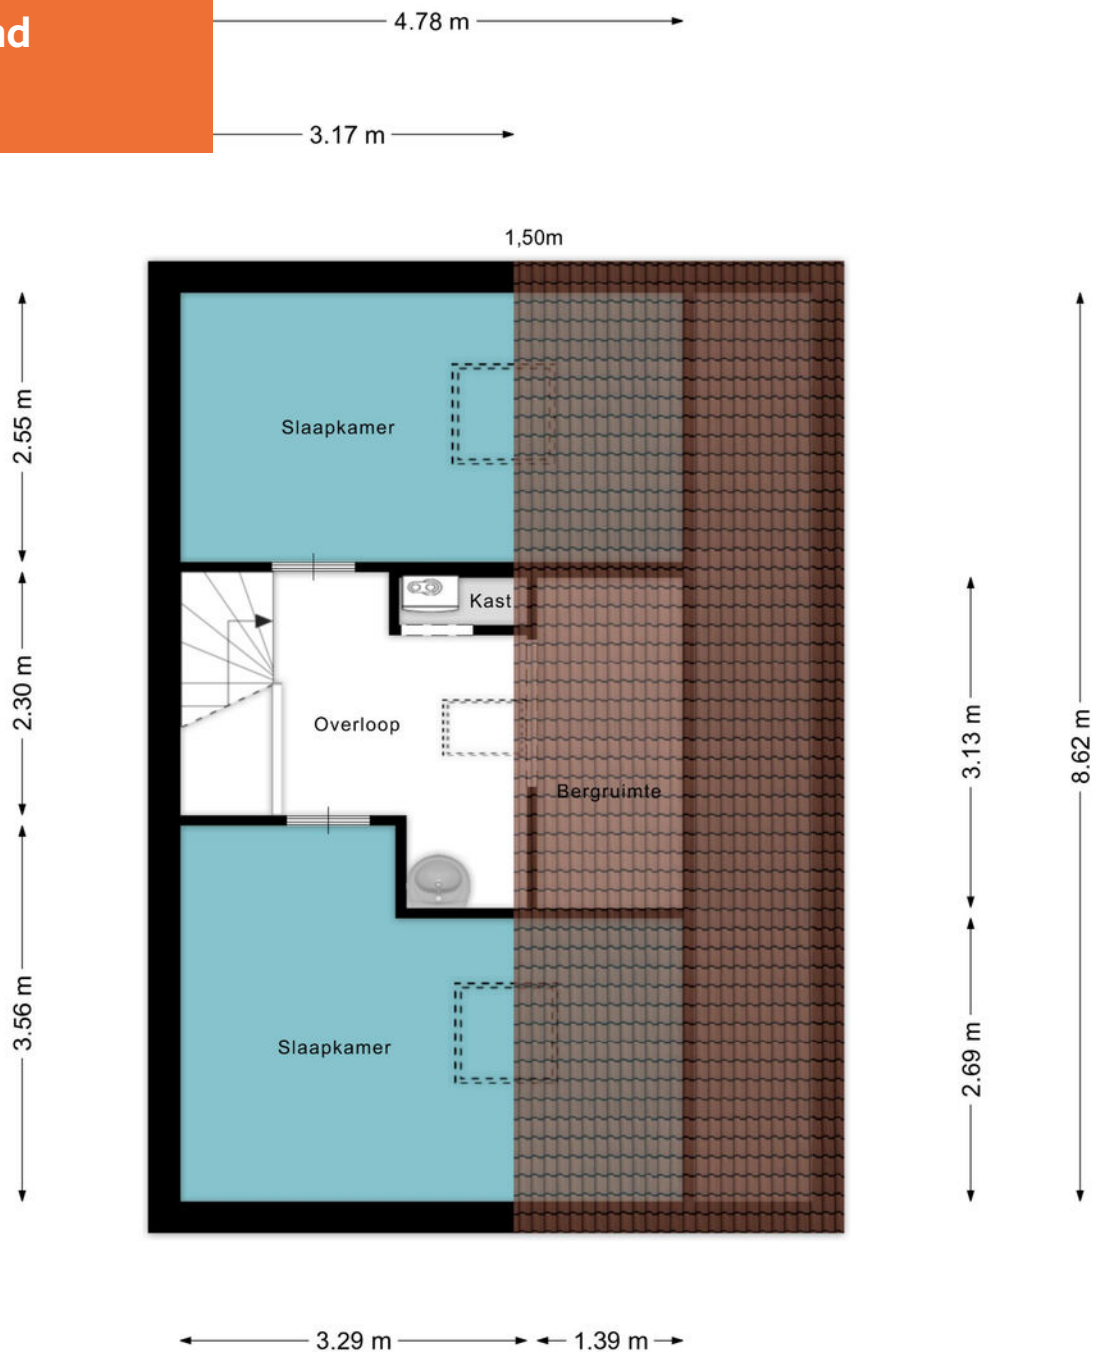 4.78 m
3.17 m
1,50m
2.55 m
Slaapkamer
Kast
2.30 m
Overloop
3.13 m
8.62 m
Bergruimte
3.56 m
Slaapkamer
2.69 m
3.29 m
1.39 m